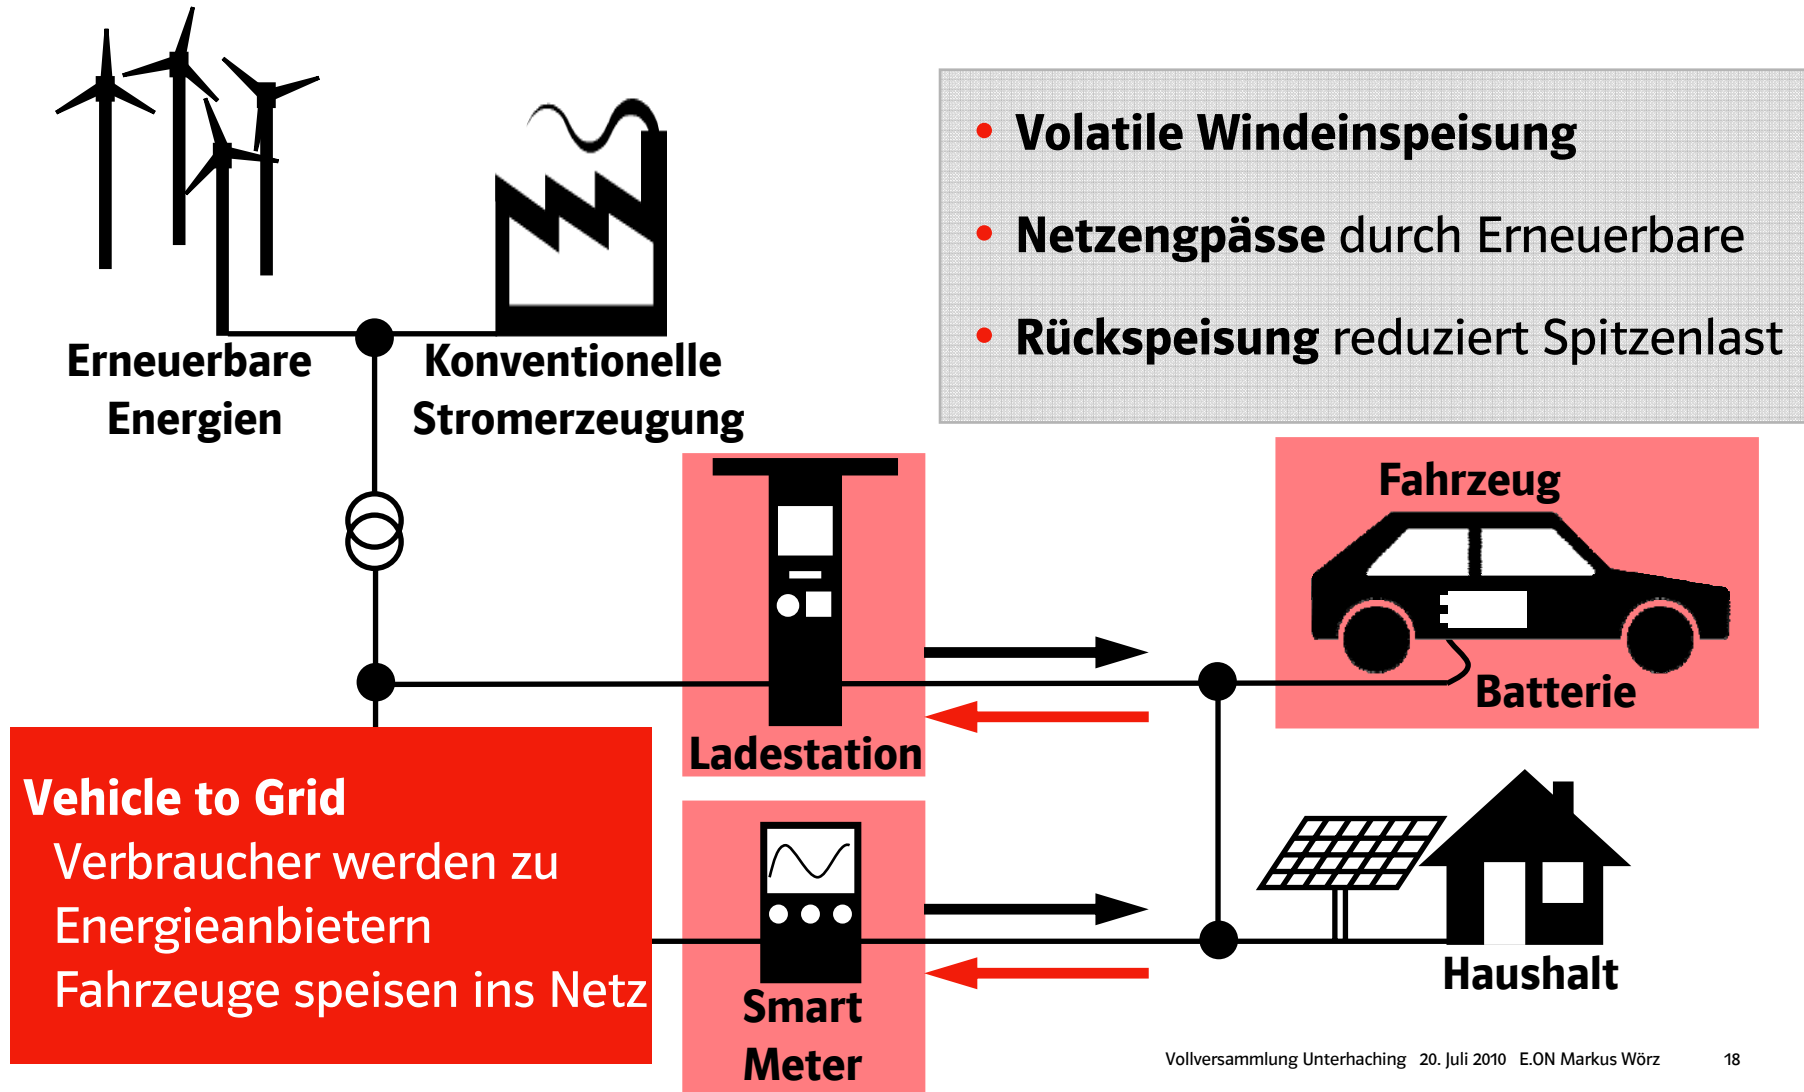 • Volatile Windeinspeisung
• Netzengpässe durch Erneuerbare
• Rückspeisung reduziert Spitzenlast
Erneuerbare
Energien
Konventionelle
Stromerzeugung
Fahrzeug
Batterie
Ladestation
Vehicle to Grid
Verbraucher werden zu
Energieanbietern
Fahrzeuge speisen ins Netz
Smart
Meter
Haushalt
Vollversammlung Unterhaching 20. Juli 2010 E.ON Markus Wörz 18